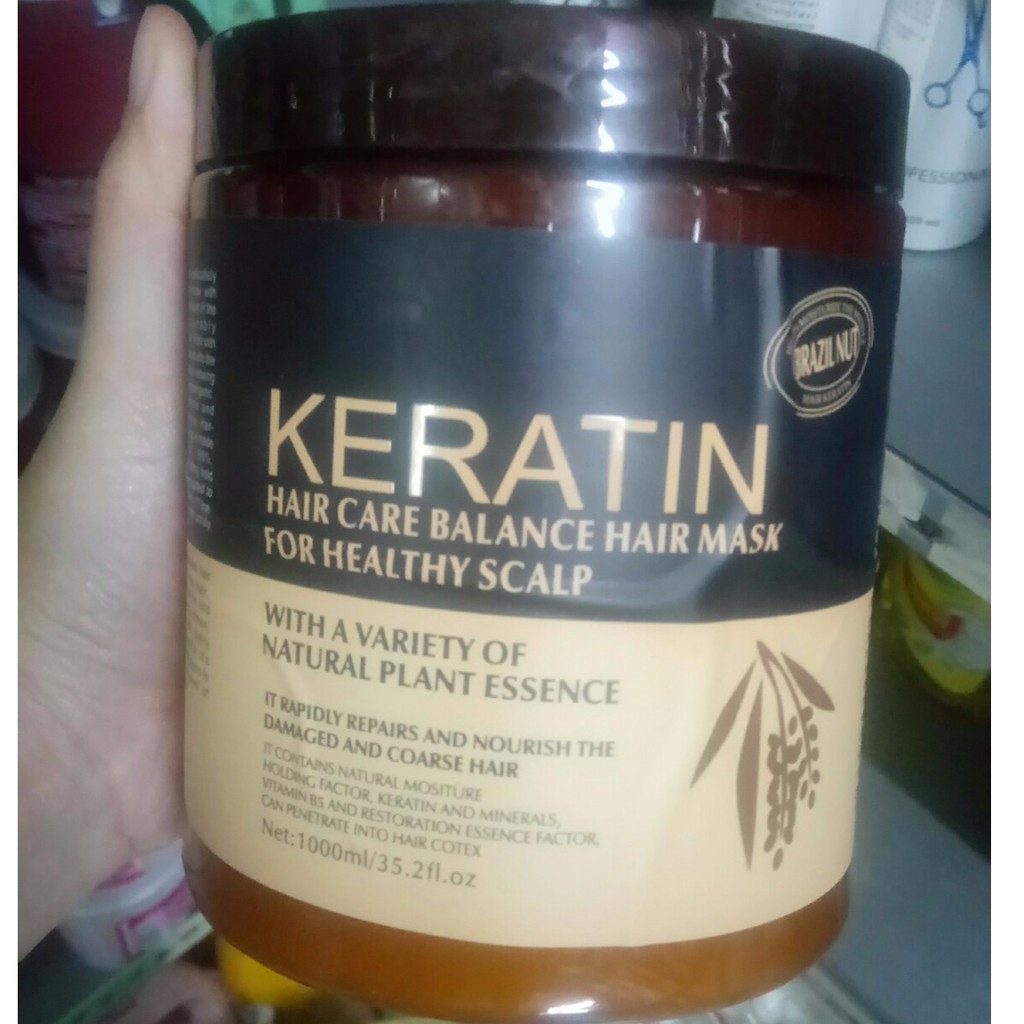 BRAZIL NUT
HAIR KERATIN
KERATIN
HAIR CARE BALANCE HAIR MASK
FOR HEALTHY SCALP
WITH A VARIETY OF
NATURAL PLANT ESSENCE
IT RAPIDLY REPAIRS AND NOURISH THE
DAMAGED AND COARSE HAIR
IT CONTAINS NATURAL MOSITURE
HOLDING FACTOR, KERATIN AND MINERALS,
VITAMIN B5 AND RESTORATION ESSENCE FACTOR,
CAN PENETRATE INTO HAIR COTEX
Net:1000ml/35.2fl.oz